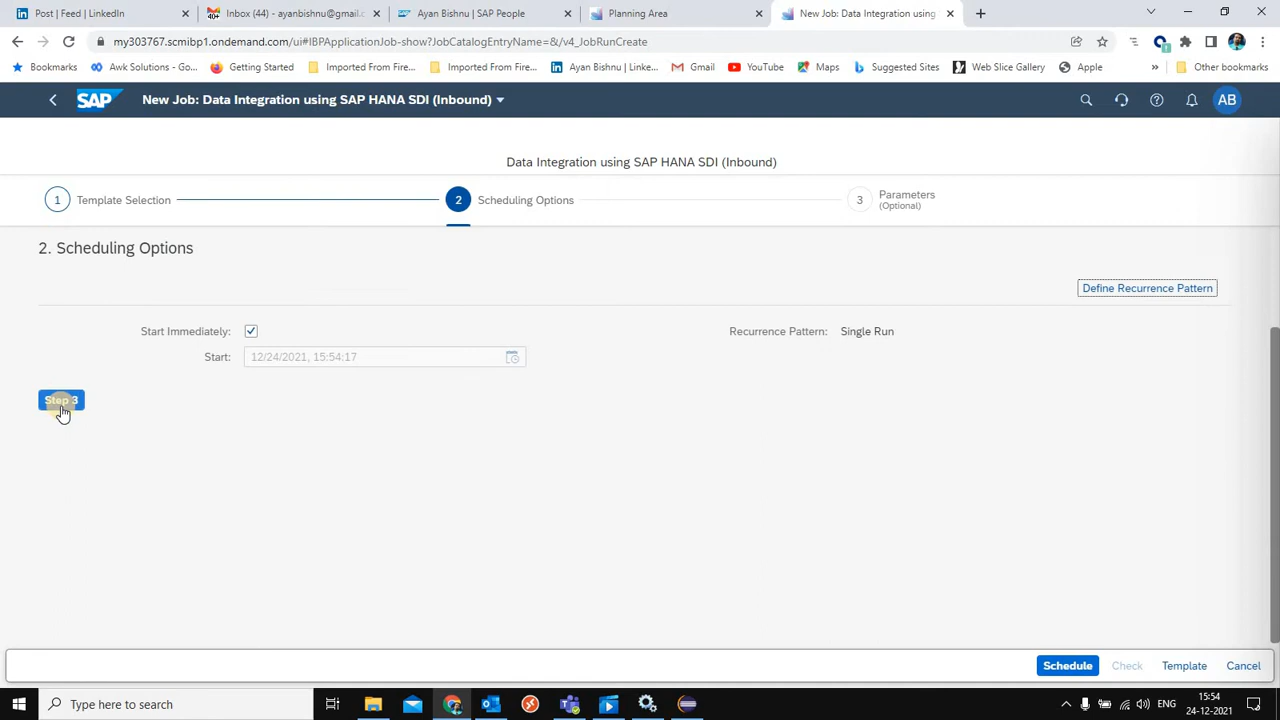 Post | Feed | LinkedIn
Inbox (44) - ayanbishnu@gmail.c
Ayan Bishnu | SAP People
Planning Area
New Job: Data Integration using
my303767.scmibp1.ondemand.com/ui#IBPApplicationJob-show?JobCatalogEntryName=&/v4_JobRunCreate
Bookmarks
Awk Solutions - Go...
Getting Started
Imported From Fire...
Imported From Fire...
Ayan Bishnu | Linke...
Gmail
YouTube
Maps
Suggested Sites
Web Slice Gallery
Apple
Other bookmarks
SAP
New Job: Data Integration using SAP HANA SDI (Inbound)
AB
Data Integration using SAP HANA SDI (Inbound)
1 Template Selection
2 Scheduling Options
3 Parameters
(Optional)
2. Scheduling Options
Define Recurrence Pattern
Start Immediately:
Recurrence Pattern: Single Run
Start: 12/24/2021, 15:54:17
Step 3
Schedule Check Template Cancel
Type here to search
ENG
15:54
24-12-2021